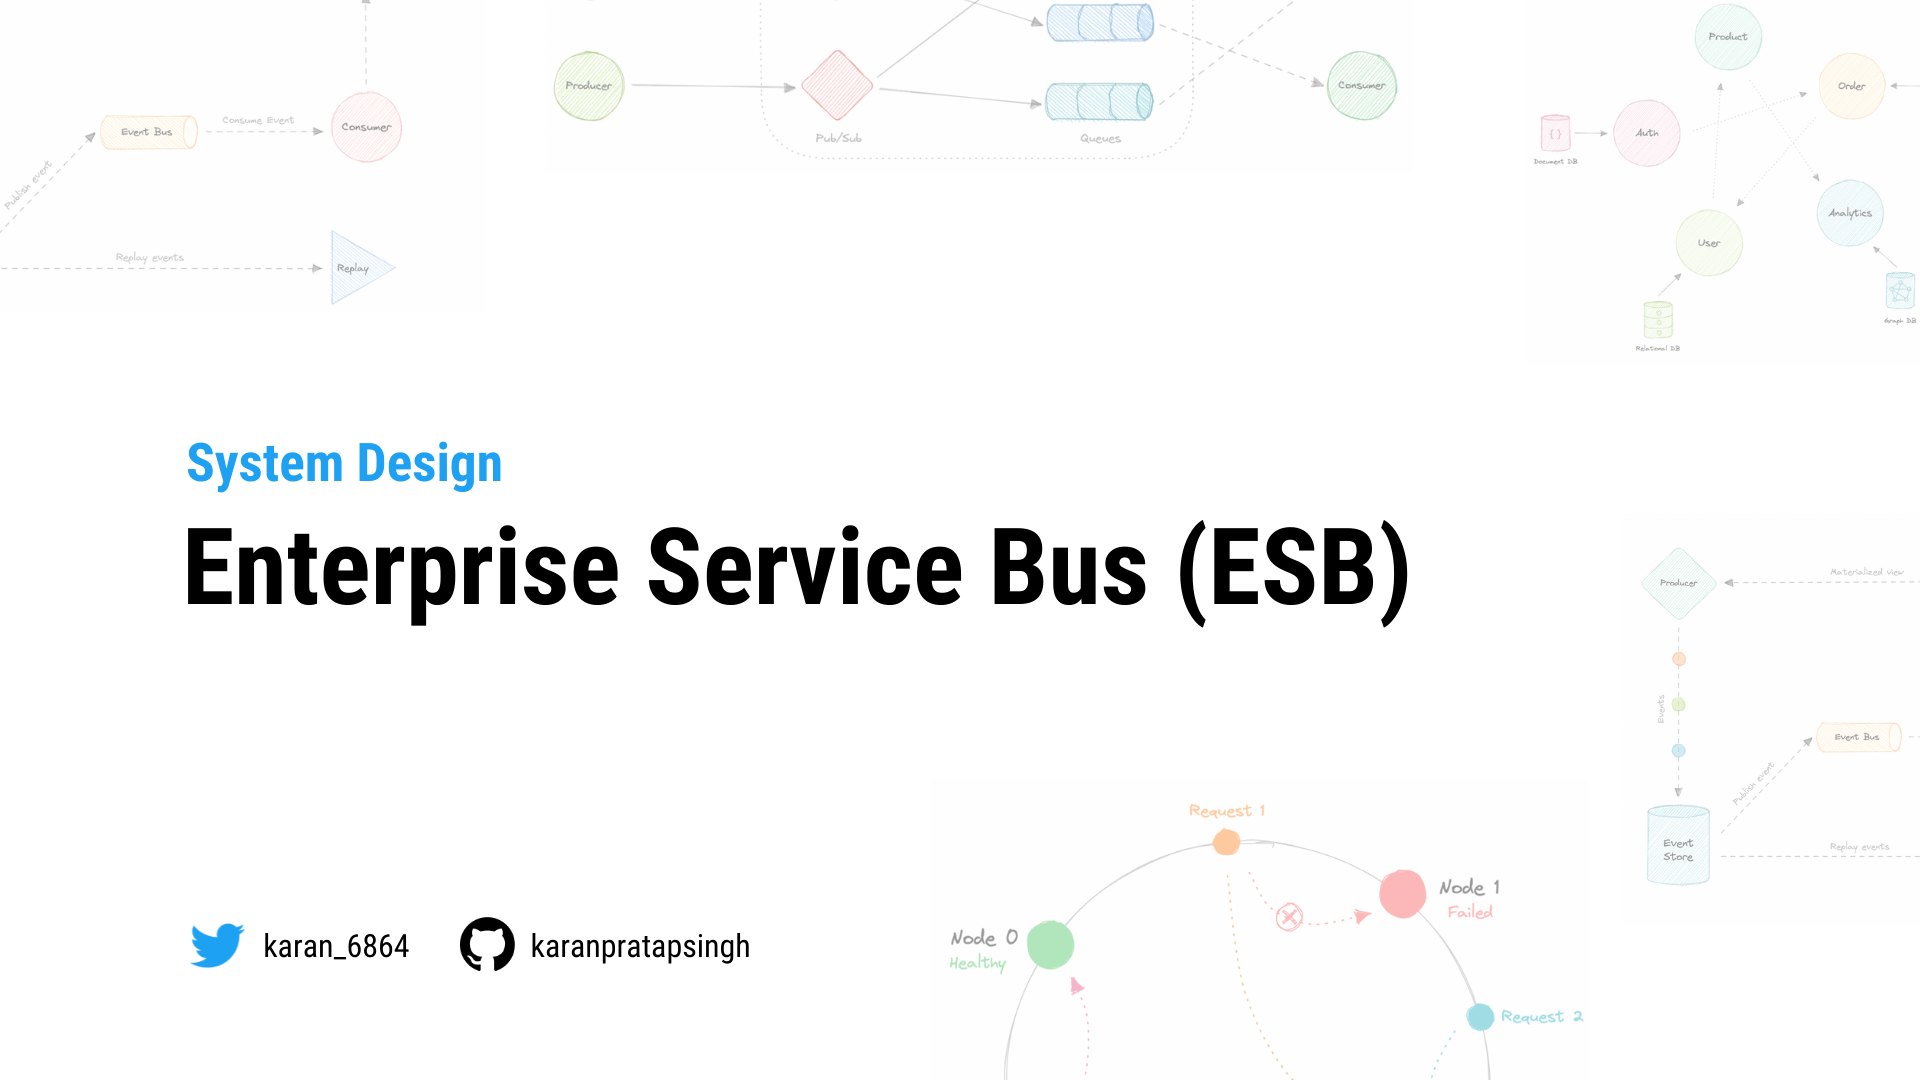 Publish event
Event Bus
Consume Event
Consumer
Replay events
Replay
Producer
Pub/Sub
Queues
Consumer
Product
Order
Auth
{ }
Document DB
Analytics
User
Graph DB
Relational DB
System Design
Enterprise Service Bus (ESB)
Producer
Materialized view
Events
Event Bus
Publish event
Event
Store
Replay events
Request 1
Node 1
Failed
Node 0
Healthy
Request 2
karan_6864
karanpratapsingh